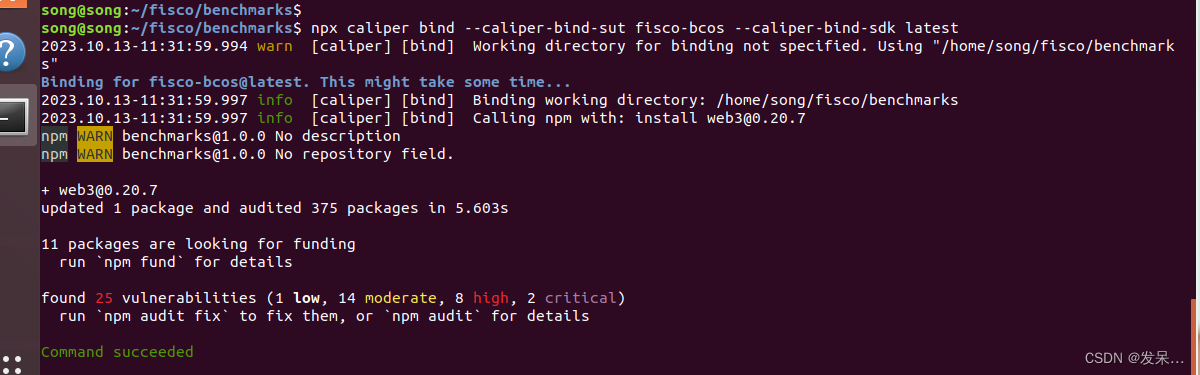 song@song:~/fisco/benchmarks$
song@song:~/fisco/benchmarks$ npx caliper bind --caliper-bind-sut fisco-bcos --caliper-bind-sdk latest
2023.10.13-11:31:59.994 warn  [caliper] [bind]  Working directory for binding not specified. Using "/home/song/fisco/benchmark
s"
Binding for fisco-bcos@latest. This might take some time...
2023.10.13-11:31:59.997 info  [caliper] [bind]  Binding working directory: /home/song/fisco/benchmarks
2023.10.13-11:31:59.997 info  [caliper] [bind]  Calling npm with: install web3@0.20.7
npm WARN benchmarks@1.0.0 No description
npm WARN benchmarks@1.0.0 No repository field.
+ web3@0.20.7
updated 1 package and audited 375 packages in 5.603s
11 packages are looking for funding
run `npm fund` for details
found 25 vulnerabilities (1 low, 14 moderate, 8 high, 2 critical)
run `npm audit fix` to fix them, or `npm audit` for details
Command succeeded
CSDN @发呆...